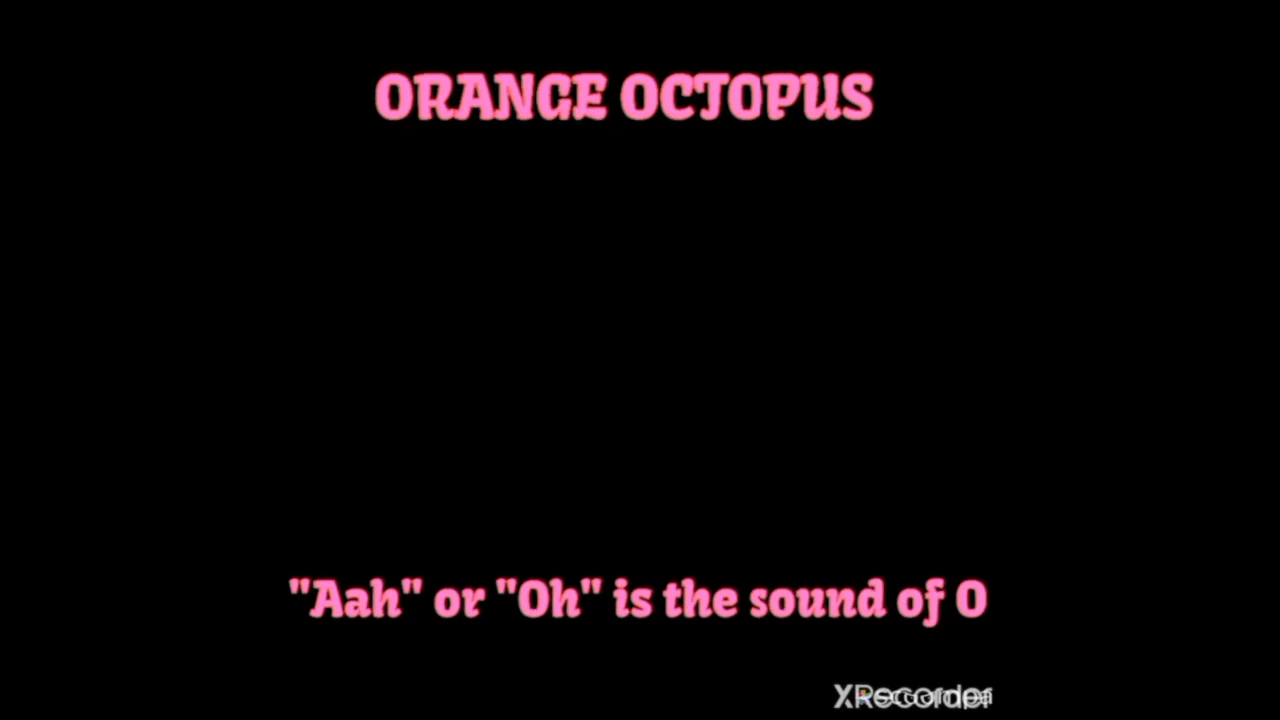 ORANGE OCTOPUS
"Aah" or "Oh" is the sound of O
XRecorder